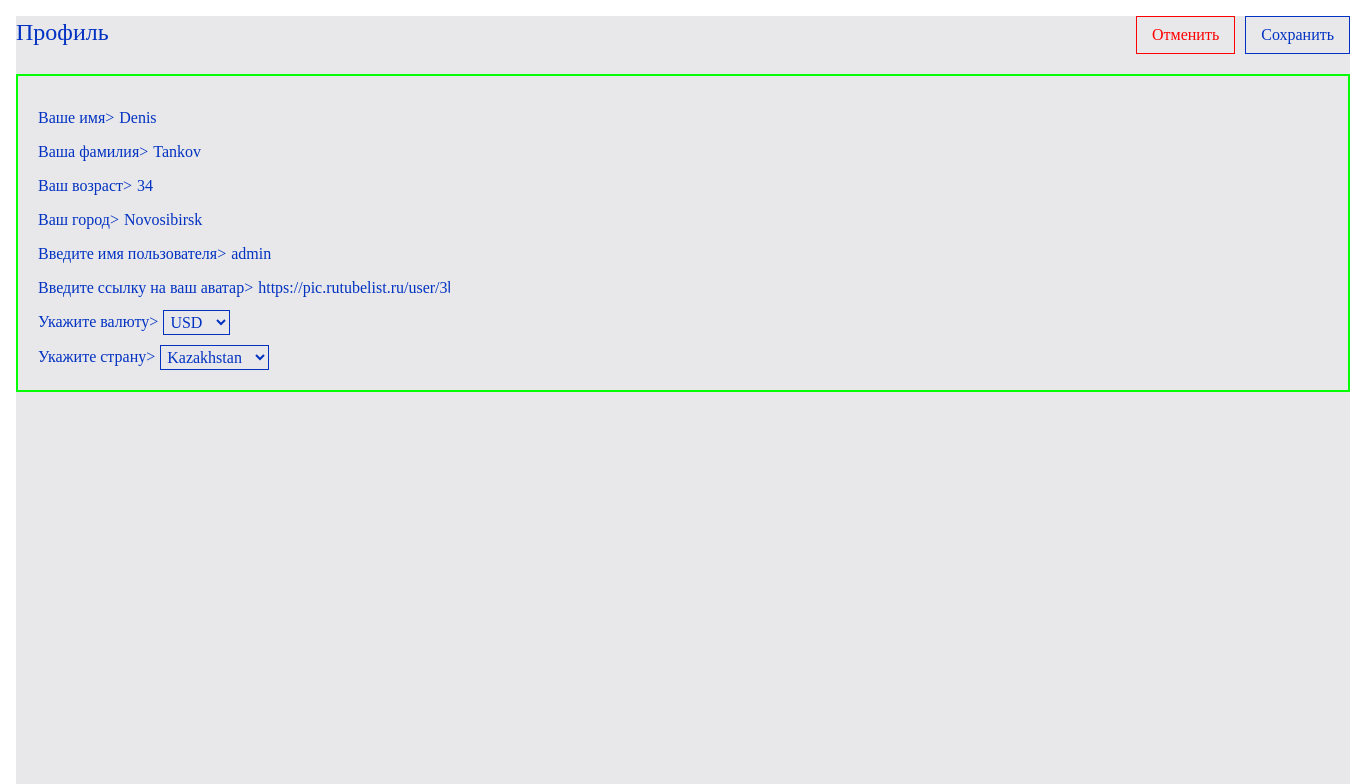 Профиль
Отменить
Сохранить
Ваше имя> Denis
Ваша фамилия> Tankov
Ваш возраст> 34
Ваш город> Novosibirsk
Введите имя пользователя> admin
Введите ссылку на ваш аватар> https://pic.rutubelist.ru/user/3
Укажите валюту> USD
Укажите страну> Kazakhstan